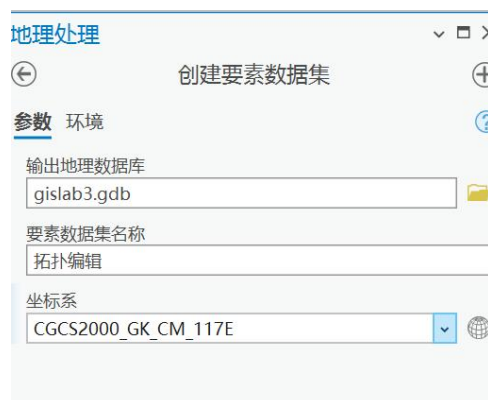 地理处理
创建要素数据集
参数 环境
输出地理数据库
gislab3.gdb
要素数据集名称
拓扑编辑
坐标系
CGCS2000_GK_CM_117E